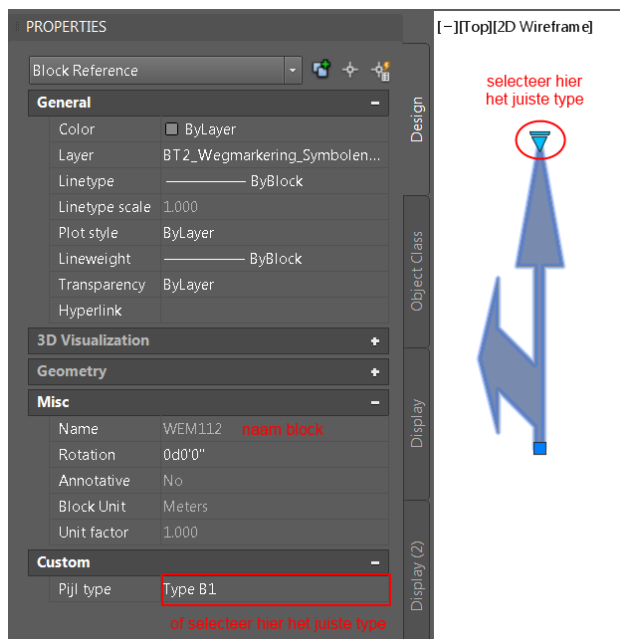 PROPERTIES
Block Reference
General
Color ByLayer
Layer BT2_Wegmarkering_Symbolen...
Linetype ByBlock
Linetype scale 1.000
Plot style ByLayer
Lineweight ByBlock
Transparency ByLayer
Hyperlink
3D Visualization
Geometry
Misc
Name WEM112 naam block
Rotation 0d0'0"
Annotative No
Block Unit Meters
Unit factor 1.000
Custom
Pijl type Type B1
of selecteer hier het juiste type
Design
Object Class
Display
Display (2)
[−][Top][2D Wireframe]
selecteer hier
het juiste type